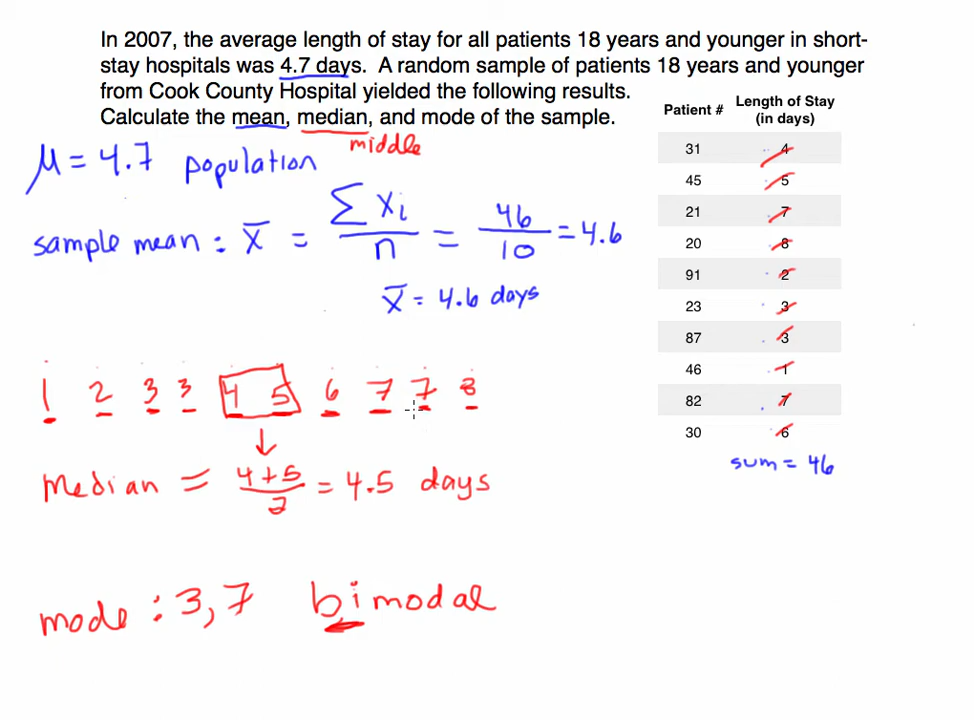 In 2007, the average length of stay for all patients 18 years and younger in short-
stay hospitals was 4.7 days. A random sample of patients 18 years and younger
from Cook County Hospital yielded the following results.
Calculate the mean, median, and mode of the sample.
middle
μ = 4.7 population
sample mean : x̄ = Σ xi / n = 46 / 10 = 4.6
x̄ = 4.6 days
1 2 3 3 4 5 6 7 7 8
median = 4+5 / 2 = 4.5 days
mode : 3, 7 bimodal
Patient # Length of Stay
(in days)
31 4
45 5
21 7
20 8
91 2
23 3
87 3
46 1
82 7
30 6
sum = 46